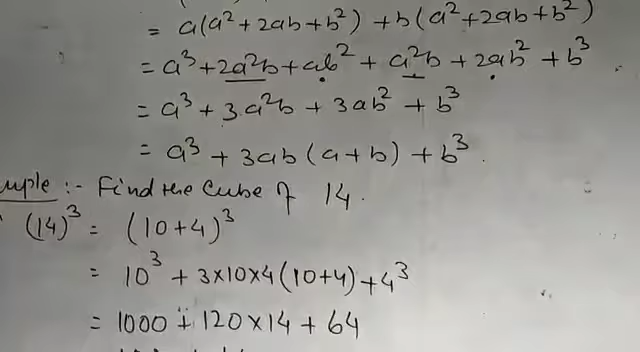 = a(a² + 2ab + b²) + b(a² + 2ab + b²)
= a³ + 2a²b + ab² + a²b + 2ab² + b³
= a³ + 3a²b + 3ab² + b³
= a³ + 3ab(a + b) + b³.
mple :- Find the Cube of 14.
(14)³ = (10+4)³
= 10³ + 3×10×4(10+4) + 4³
= 1000 + 120×14 + 64